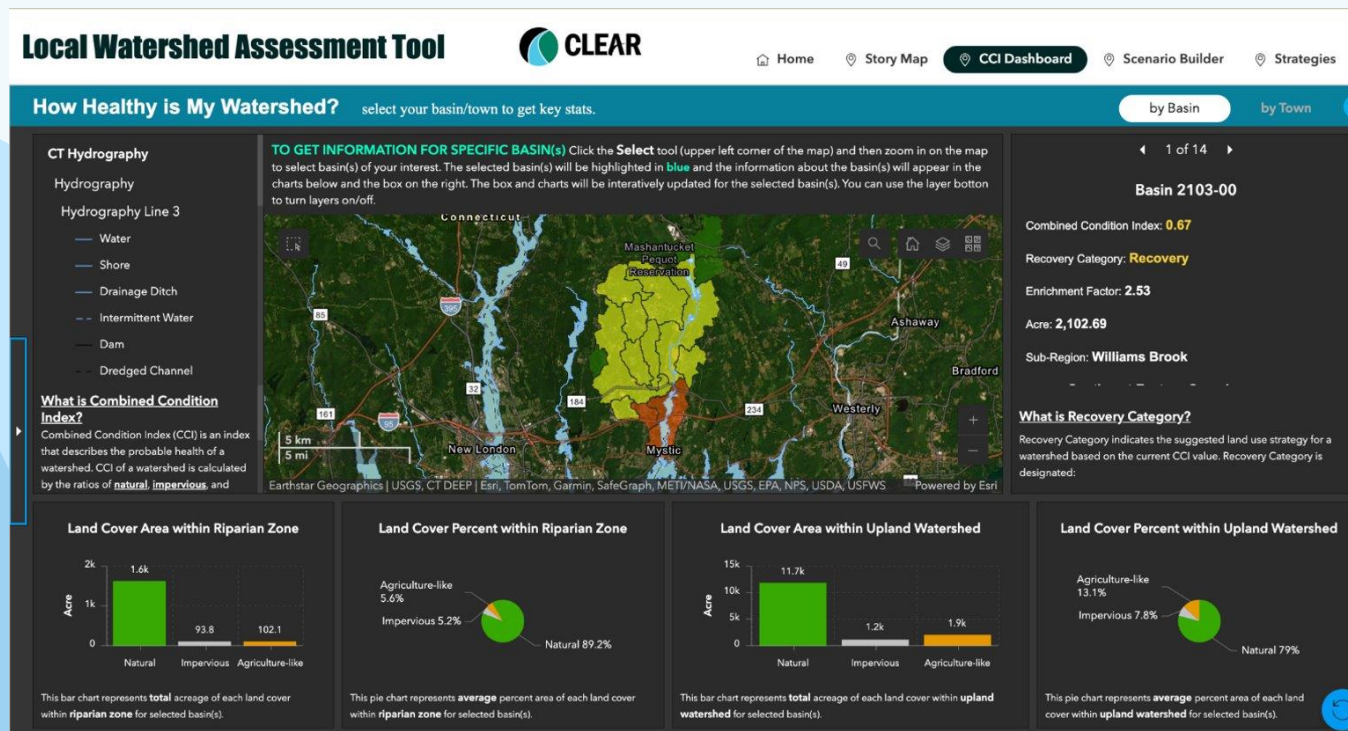 Local Watershed Assessment Tool
CLEAR
Home
Story Map
CCI Dashboard
Scenario Builder
Strategies
How Healthy is My Watershed?
select your basin/town to get key stats.
by Basin
by Town
CT Hydrography
Hydrography
Hydrography Line 3
Water
Shore
Drainage Ditch
Intermittent Water
Dam
Dredged Channel
What is Combined Condition
Index?
Combined Condition Index (CCI) is an index
that describes the probable health of a
watershed. CCI of a watershed is calculated
by the ratios of natural, impervious, and
TO GET INFORMATION FOR SPECIFIC BASIN(s) Click the Select tool (upper left corner of the map) and then zoom in on the map
to select basin(s) of your interest. The selected basin(s) will be highlighted in blue and the information about the basin(s) will appear in the
charts below and the box on the right. The box and charts will be interatively updated for the selected basin(s). You can use the layer botton
to turn layers on/off.
Connecticut
Mashantucket
Pequot
Reservation
49
395
85
Ashaway
Bradford
32
184
161
95
234
Westerly
New London
Mystic
5 km
5 mi
+
−
Earthstar Geographics | USGS, CT DEEP | Esri, TomTom, Garmin, SafeGraph, METI/NASA, USGS, EPA, NPS, USDA, USFWS
Powered by Esri
1 of 14
Basin 2103-00
Combined Condition Index: 0.67
Recovery Category: Recovery
Enrichment Factor: 2.53
Acre: 2,102.69
Sub-Region: Williams Brook
What is Recovery Category?
Recovery Category indicates the suggested land use strategy for a
watershed based on the current CCI value. Recovery Category is
designated:
Land Cover Area within Riparian Zone
Acre
2k
1k
0
1.6k
93.8
102.1
Natural
Impervious
Agriculture-like
This bar chart represents total acreage of each land cover
within riparian zone for selected basin(s).
Land Cover Percent within Riparian Zone
Agriculture-like
5.6%
Impervious 5.2%
Natural 89.2%
This pie chart represents average percent area of each land cover
within riparian zone for selected basin(s).
Land Cover Area within Upland Watershed
Acre
15k
10k
5k
0
11.7k
1.2k
1.9k
Natural
Impervious
Agriculture-like
This bar chart represents total acreage of each land cover within upland
watershed for selected basin(s).
Land Cover Percent within Upland Watershed
Agriculture-like
13.1%
Impervious 7.8%
Natural 79%
This pie chart represents average percent area of each land
cover within upland watershed for selected basin(s).